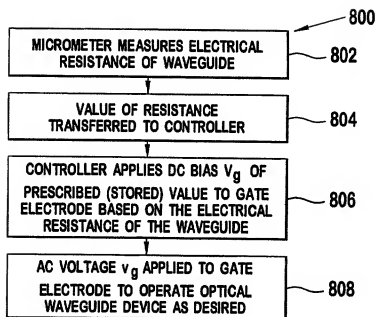 800
MICROMETER MEASURES ELECTRICAL
RESISTANCE OF WAVEGUIDE
802
VALUE OF RESISTANCE
TRANSFERRED TO CONTROLLER
804
CONTROLLER APPLIES DC BIAS Vg OF
PRESCRIBED (STORED) VALUE TO GATE
ELECTRODE BASED ON THE ELECTRICAL
RESISTANCE OF THE WAVEGUIDE
806
AC VOLTAGE vg APPLIED TO GATE
ELECTRODE TO OPERATE OPTICAL
WAVEGUIDE DEVICE AS DESIRED
808